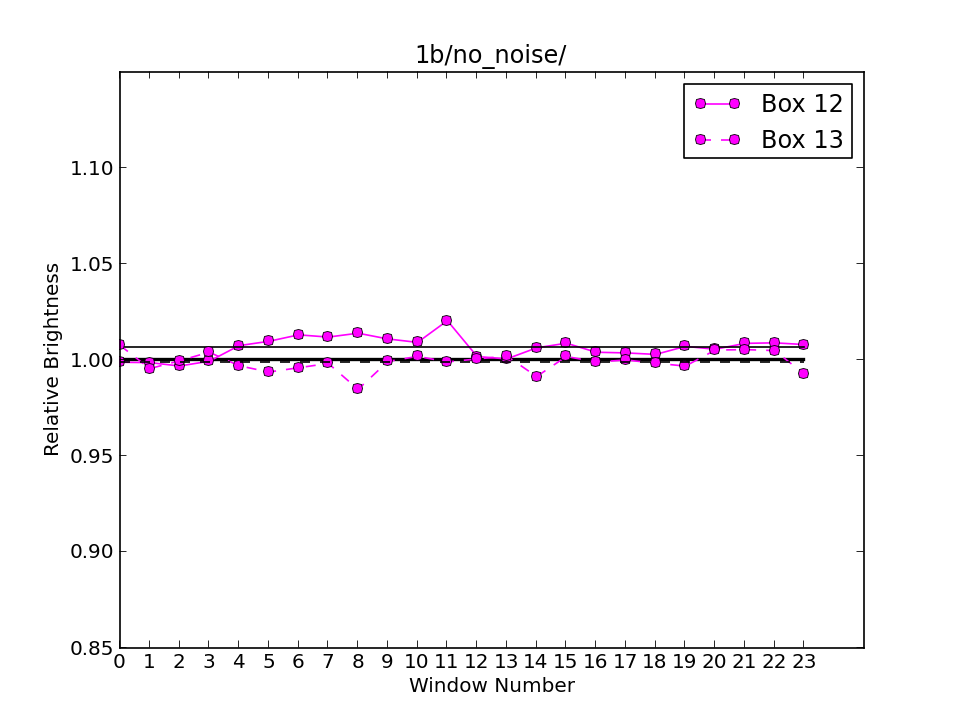 1b/no_noise/
Box 12
Box 13
1.10
1.05
1.00
0.95
0.90
0.85
Relative Brightness
0 1 2 3 4 5 6 7 8 9 10 11 12 13 14 15 16 17 18 19 20 21 22 23
Window Number